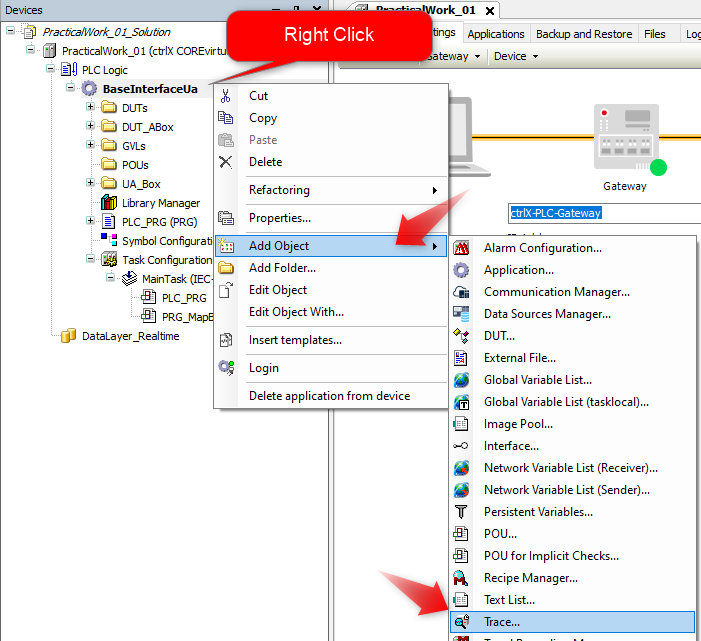 Devices
PracticalWork_01_Solution
PracticalWork_01 (ctrlX COREvirtu
PLC Logic
BaseInterfaceUa
DUTs
DUT_ABox
GVLs
POUs
UA_Box
Library Manager
PLC_PRG (PRG)
Symbol Configurati
Task Configuration
MainTask (IEC-
PLC_PRG
PRG_MapB
DataLayer_Realtime
Right Click
Cut
Copy
Paste
Delete
Refactoring
Properties...
Add Object
Add Folder...
Edit Object
Edit Object With...
Insert templates...
Login
Delete application from device
PracticalWork_01
tings
Applications
Backup and Restore
Files
Log
Gateway
Device
Gateway
ctrlX-PLC-Gateway
Alarm Configuration...
Application...
Communication Manager...
Data Sources Manager...
DUT...
External File...
Global Variable List...
Global Variable List (tasklocal)...
Image Pool...
Interface...
Network Variable List (Receiver)...
Network Variable List (Sender)...
Persistent Variables...
POU...
POU for Implicit Checks...
Recipe Manager...
Text List...
Trace...